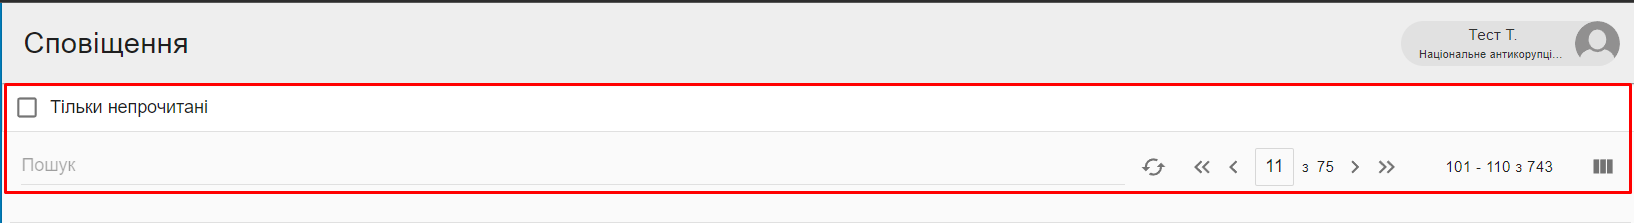 Сповіщення
Тест Т.
Національне антикорупці...
Тільки непрочитані
Пошук
11 з 75
101 - 110 з 743